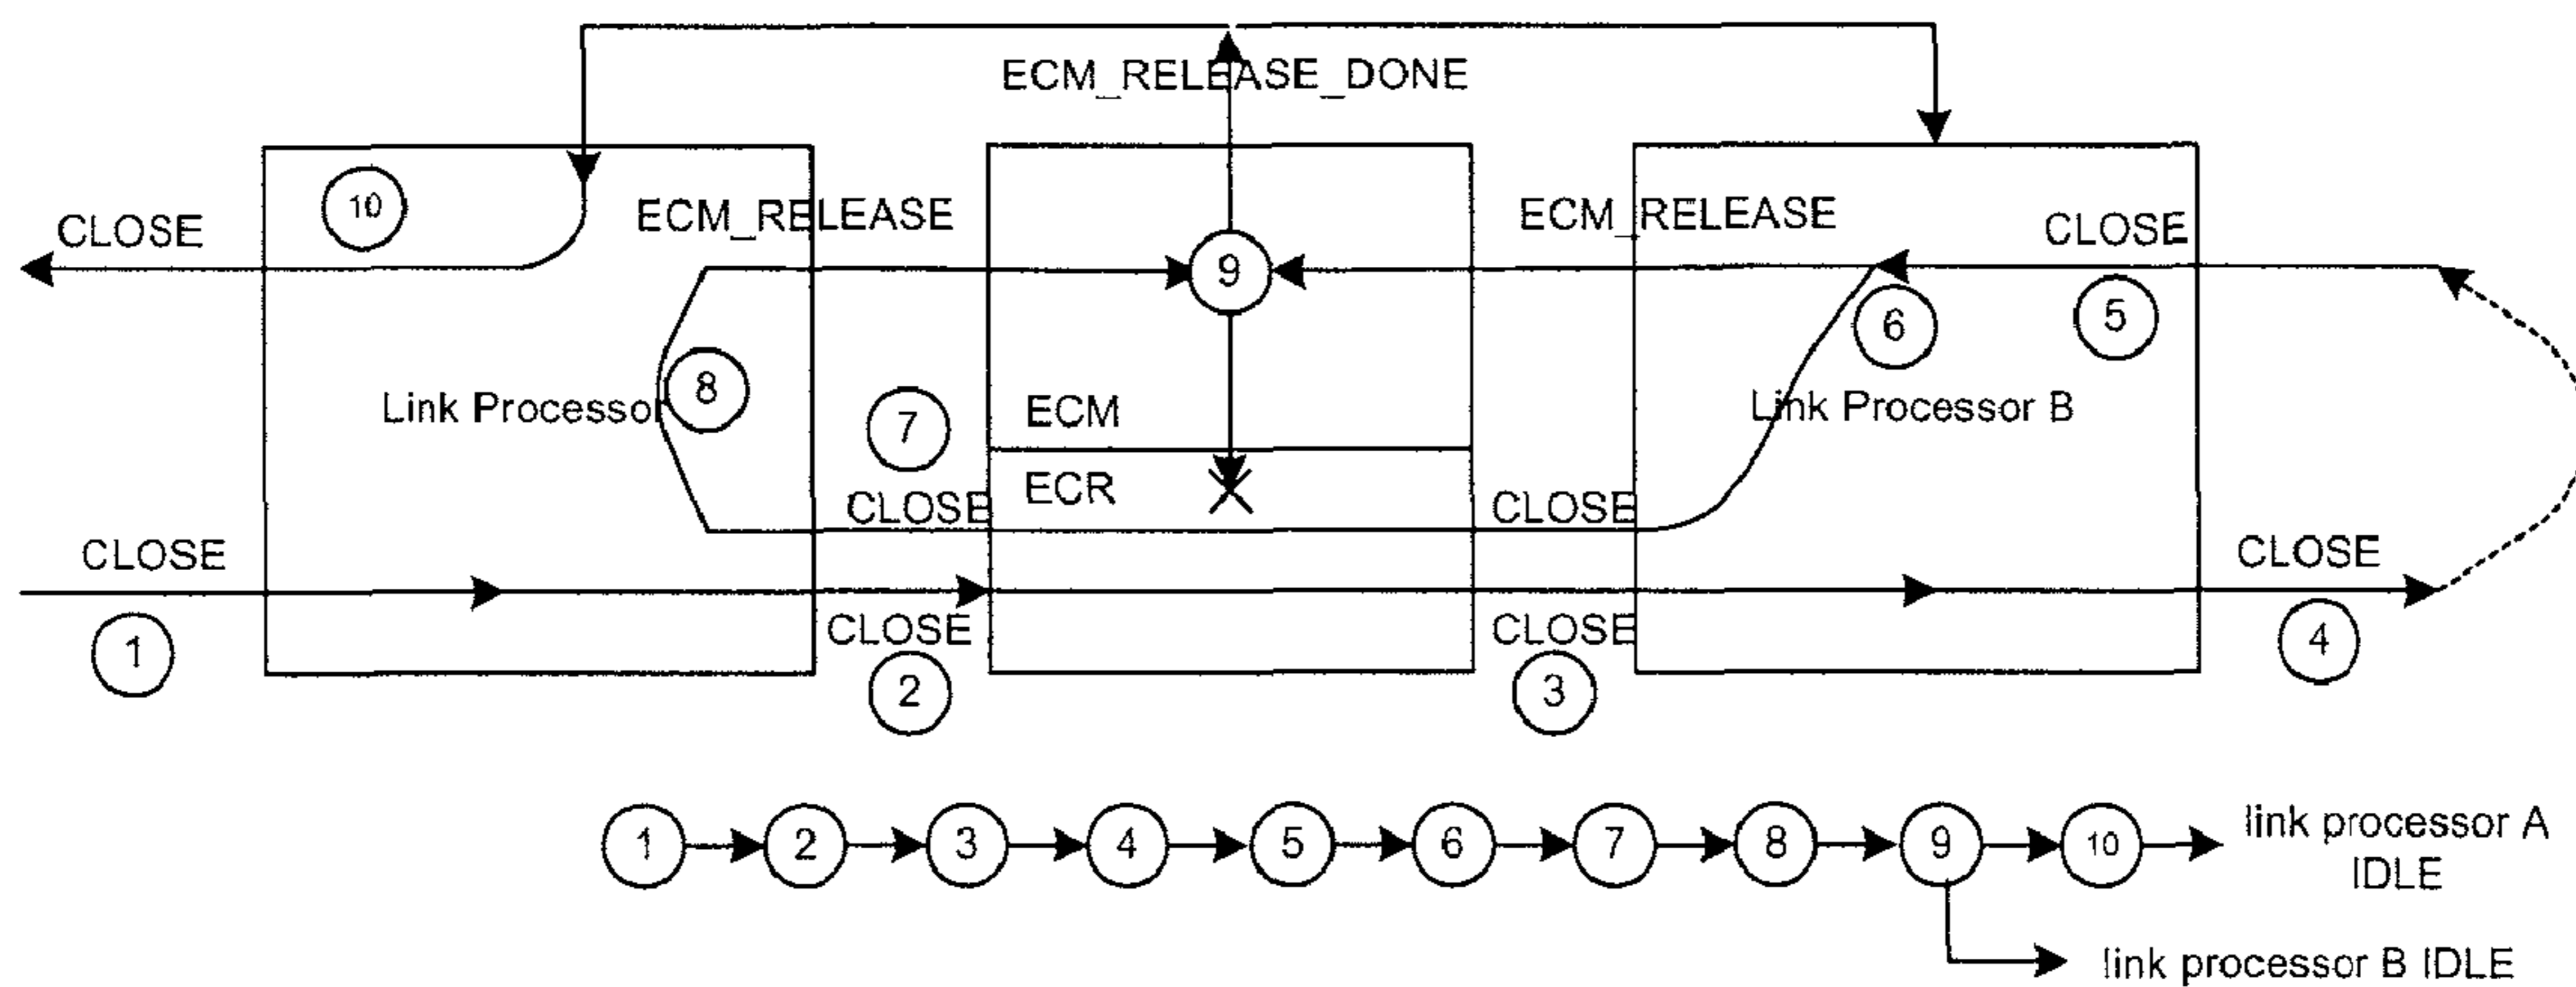 ECM_RELEASE_DONE
10
CLOSE
ECM_RELEASE
ECM_RELEASE
CLOSE
9
6
5
8
Link Processor
7
ECM
Link Processor B
ECR
CLOSE
CLOSE
CLOSE
CLOSE
1
CLOSE
2
CLOSE
3
4
1
2
3
4
5
6
7
8
9
10
link processor A
IDLE
link processor B IDLE